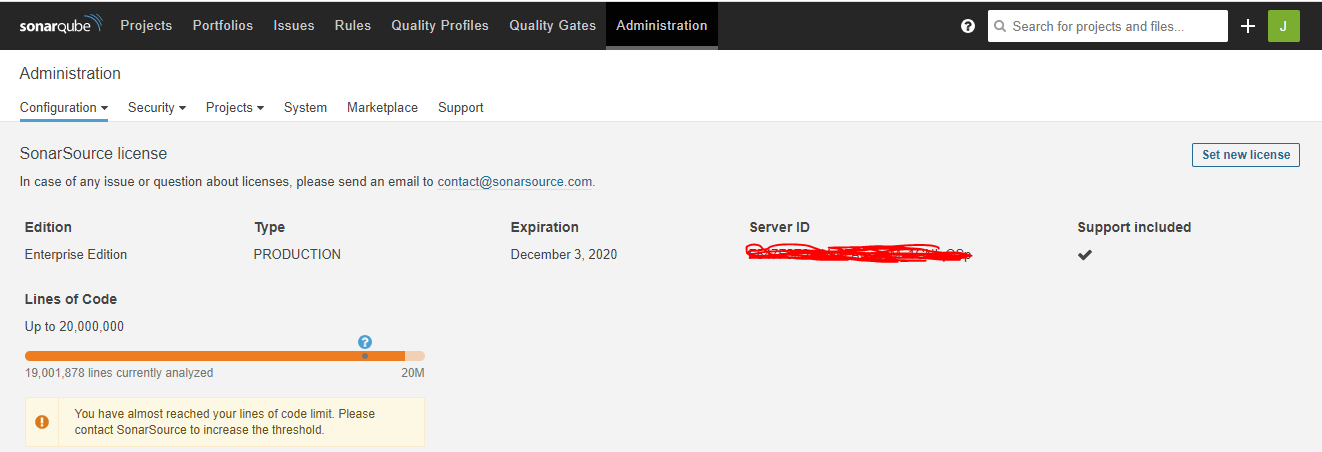 sonarqube Projects Portfolios Issues Rules Quality Profiles Quality Gates Administration ? Search for projects and files... + J
Administration
Configuration Security Projects System Marketplace Support
SonarSource license
Set new license
In case of any issue or question about licenses, please send an email to contact@sonarsource.com.
Edition Type Expiration Server ID Support included
Enterprise Edition PRODUCTION December 3, 2020
Lines of Code
Up to 20,000,000
?
19,001,878 lines currently analyzed 20M
You have almost reached your lines of code limit. Please
contact SonarSource to increase the threshold.